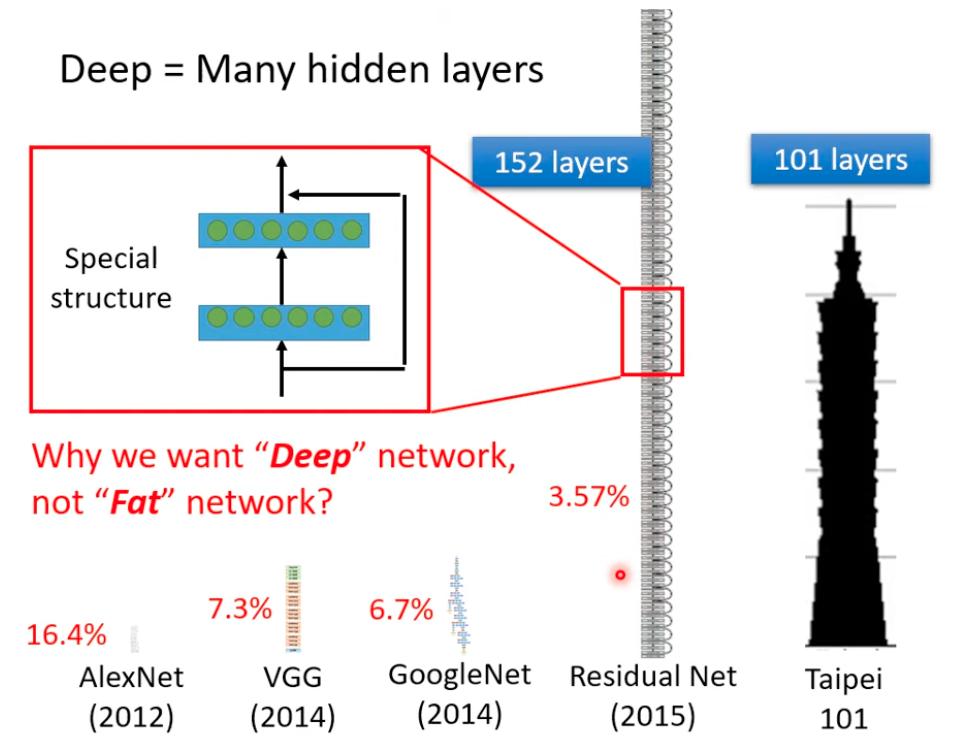 Deep = Many hidden layers
152 layers
101 layers
Special
structure
Why we want “Deep” network,
not “Fat” network?
3.57%
7.3%
6.7%
16.4%
AlexNet
(2012)
VGG
(2014)
GoogleNet
(2014)
Residual Net
(2015)
Taipei
101